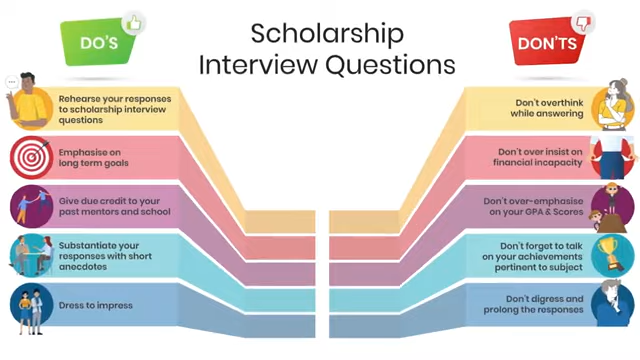 DO'S
Scholarship
Interview Questions
DON'TS
Rehearse your responses
to scholarship interview
questions
Emphasise on
long term goals
Give due credit to your
past mentors and school
Substantiate your
responses with short
anecdotes
Dress to impress
Don't overthink
while answering
Don't over insist on
financial incapacity
Don't over-emphasise
on your GPA & Scores
Don't forget to talk
on your achievements
pertinent to subject
Don't digress and
prolong the responses